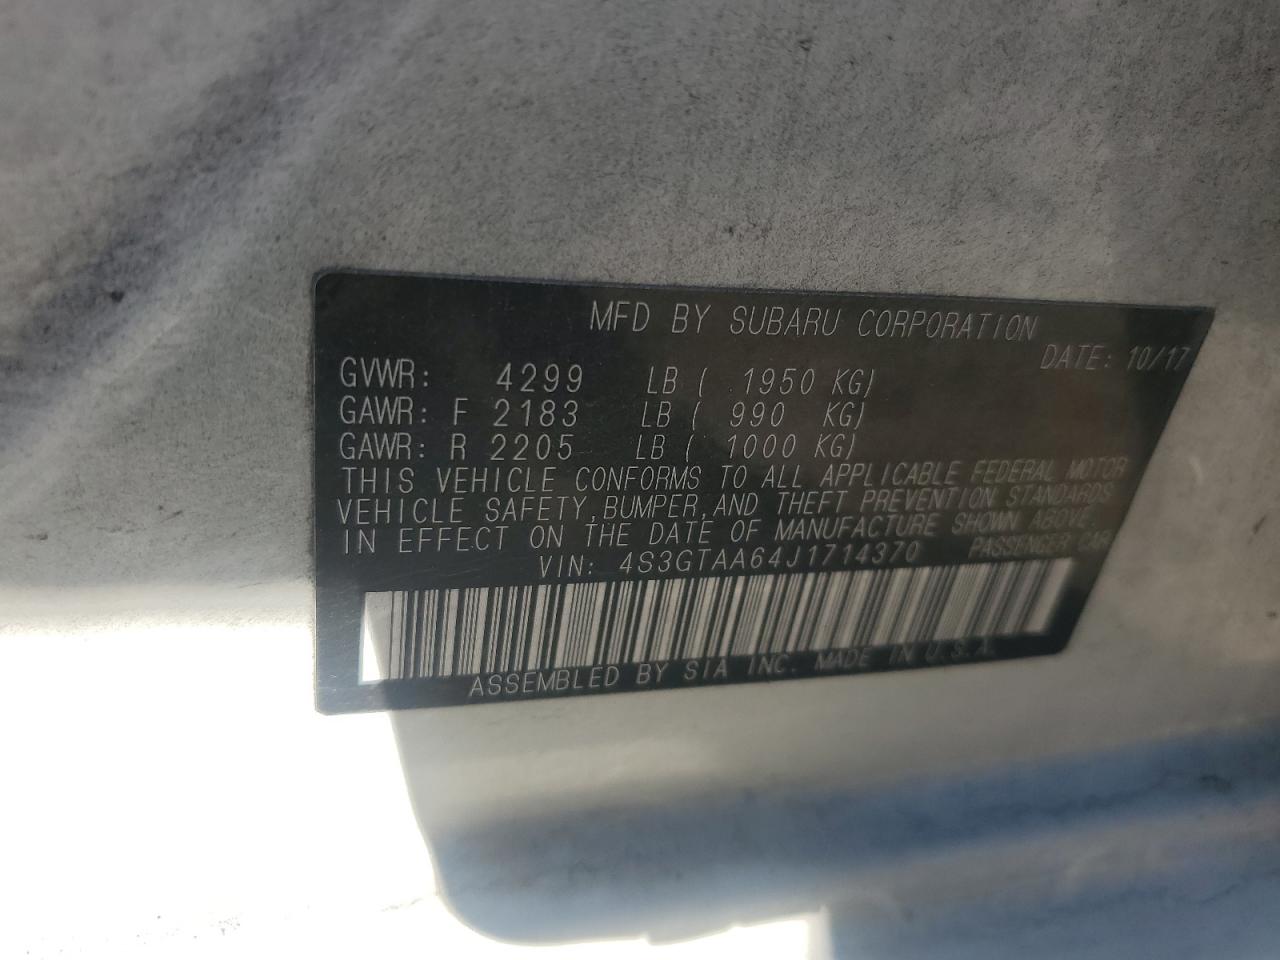 MFD BY SUBARU CORPORATION
DATE: 10/17
GVWR: 4299 LB ( 1950 KG)
GAWR: F 2183 LB ( 990 KG)
GAWR: R 2205 LB ( 1000 KG)
THIS VEHICLE CONFORMS TO ALL APPLICABLE FEDERAL MOTOR
VEHICLE SAFETY, BUMPER, AND THEFT PREVENTION STANDARDS
IN EFFECT ON THE DATE OF MANUFACTURE SHOWN ABOVE.
VIN: 4S3GTAA64J1714370 PASSENGER CAR
ASSEMBLED BY SIA INC. MADE IN U.S.A.